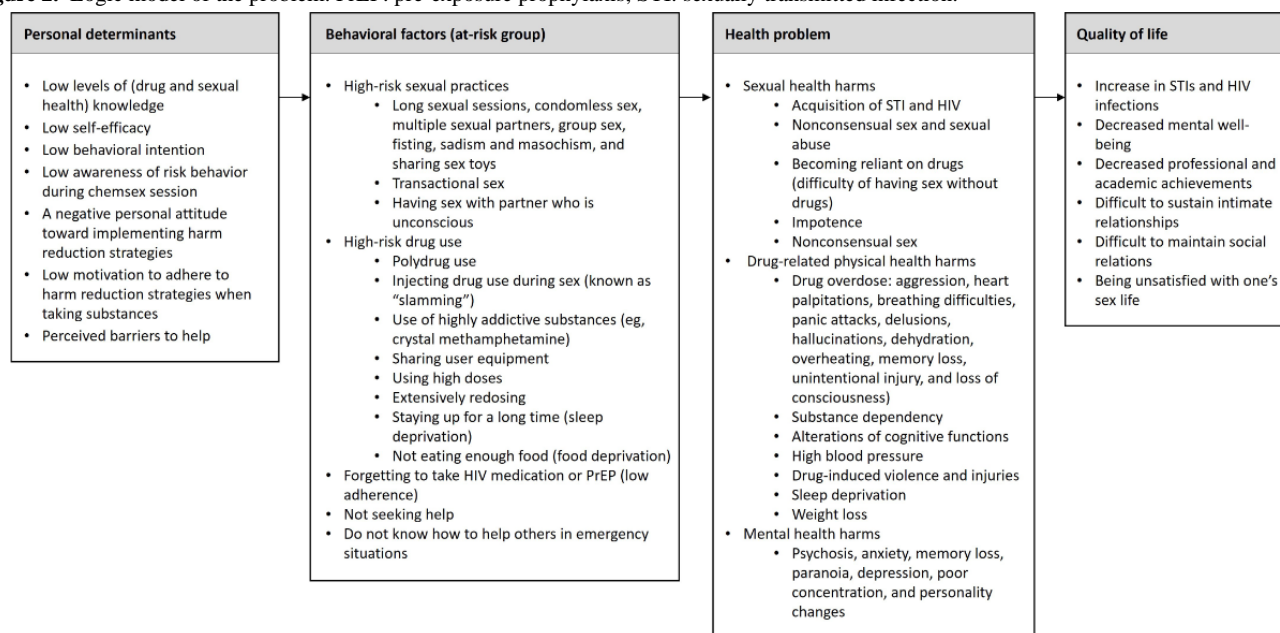 Figure 2. Logic model of the problem. PrEP: pre-exposure prophylaxis; STI: sexually transmitted infection.
Personal determinants
• Low levels of (drug and sexual
health) knowledge
• Low self-efficacy
• Low behavioral intention
• Low awareness of risk behavior
during chemsex session
• A negative personal attitude
toward implementing harm
reduction strategies
• Low motivation to adhere to
harm reduction strategies when
taking substances
• Perceived barriers to help
Behavioral factors (at-risk group)
• High-risk sexual practices
• Long sexual sessions, condomless sex,
multiple sexual partners, group sex,
fisting, sadism and masochism, and
sharing sex toys
• Transactional sex
• Having sex with partner who is
unconscious
• High-risk drug use
• Polydrug use
• Injecting drug use during sex (known as
“slamming”)
• Use of highly addictive substances (eg,
crystal methamphetamine)
• Sharing user equipment
• Using high doses
• Extensively redosing
• Staying up for a long time (sleep
deprivation)
• Not eating enough food (food deprivation)
• Forgetting to take HIV medication or PrEP (low
adherence)
• Not seeking help
• Do not know how to help others in emergency
situations
Health problem
• Sexual health harms
• Acquisition of STI and HIV
• Nonconsensual sex and sexual
abuse
• Becoming reliant on drugs
(difficulty of having sex without
drugs)
• Impotence
• Nonconsensual sex
• Drug-related physical health harms
• Drug overdose: aggression, heart
palpitations, breathing difficulties,
panic attacks, delusions,
hallucinations, dehydration,
overheating, memory loss,
unintentional injury, and loss of
consciousness)
• Substance dependency
• Alterations of cognitive functions
• High blood pressure
• Drug-induced violence and injuries
• Sleep deprivation
• Weight loss
• Mental health harms
• Psychosis, anxiety, memory loss,
paranoia, depression, poor
concentration, and personality
changes
Quality of life
• Increase in STIs and HIV
infections
• Decreased mental well-
being
• Decreased professional and
academic achievements
• Difficult to sustain intimate
relationships
• Difficult to maintain social
relations
• Being unsatisfied with one’s
sex life